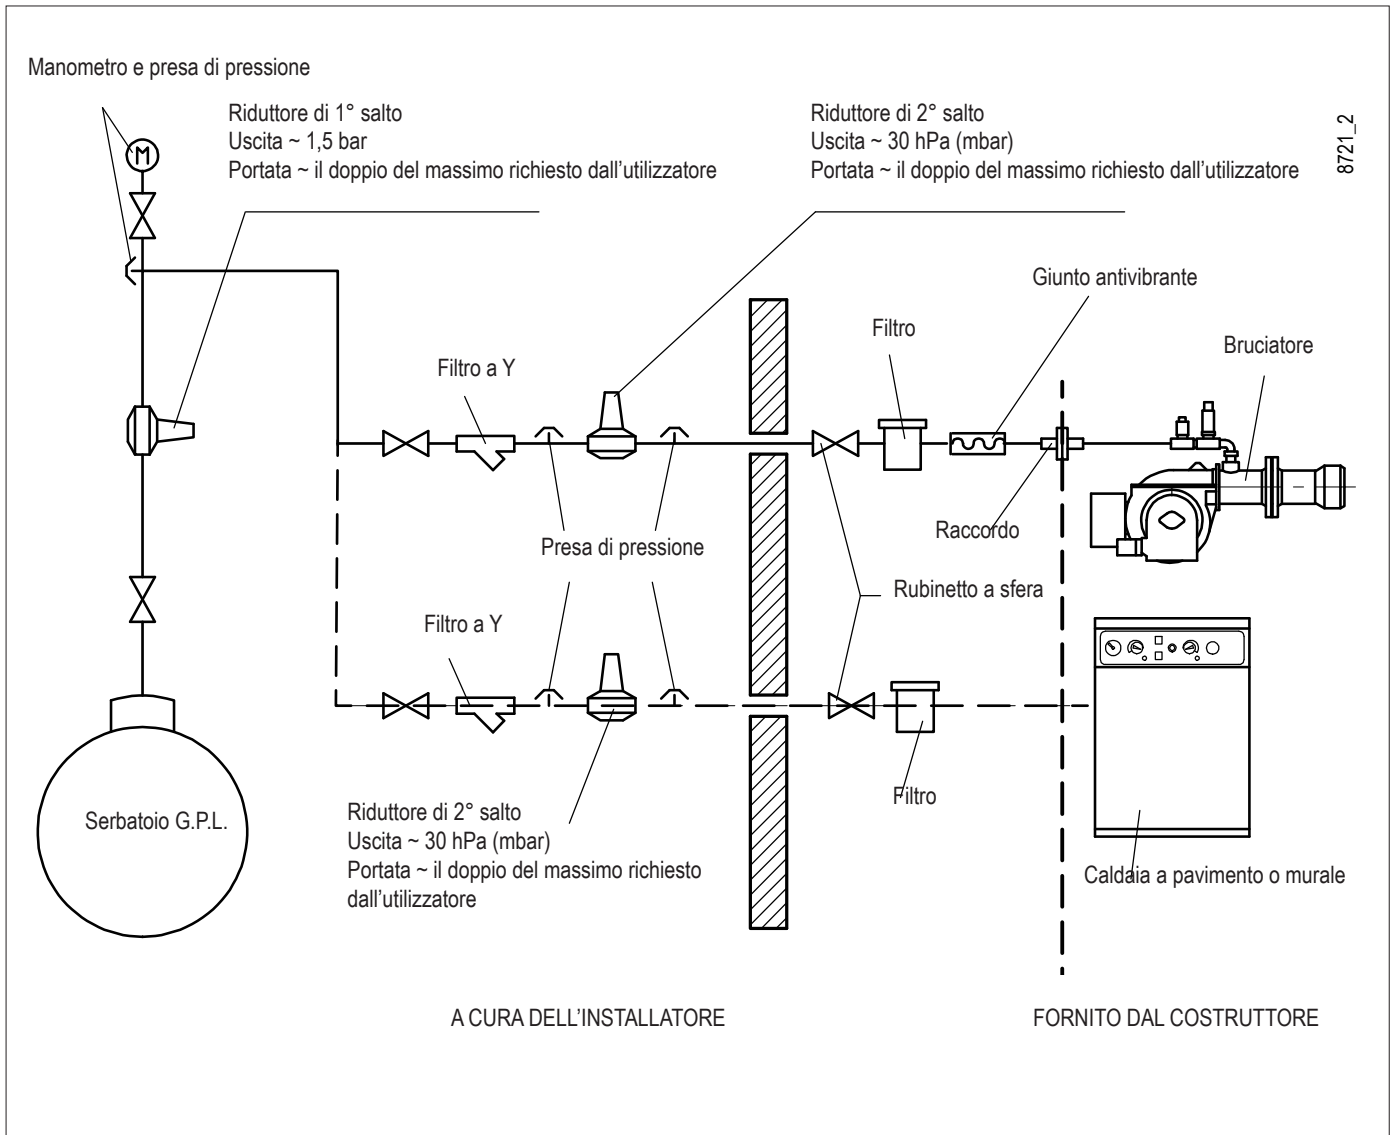 Manometro e presa di pressione
M
Riduttore di 1° salto
Uscita ~ 1,5 bar
Portata ~ il doppio del massimo richiesto dall'utilizzatore
Riduttore di 2° salto
Uscita ~ 30 hPa (mbar)
Portata ~ il doppio del massimo richiesto dall'utilizzatore
8721_2
Giunto antivibrante
Filtro
Bruciatore
Filtro a Y
Raccordo
Presa di pressione
Rubinetto a sfera
Filtro a Y
Serbatoio G.P.L.
Filtro
Riduttore di 2° salto
Uscita ~ 30 hPa (mbar)
Portata ~ il doppio del massimo richiesto
dall'utilizzatore
Caldaia a pavimento o murale
A CURA DELL'INSTALLATORE
FORNITO DAL COSTRUTTORE